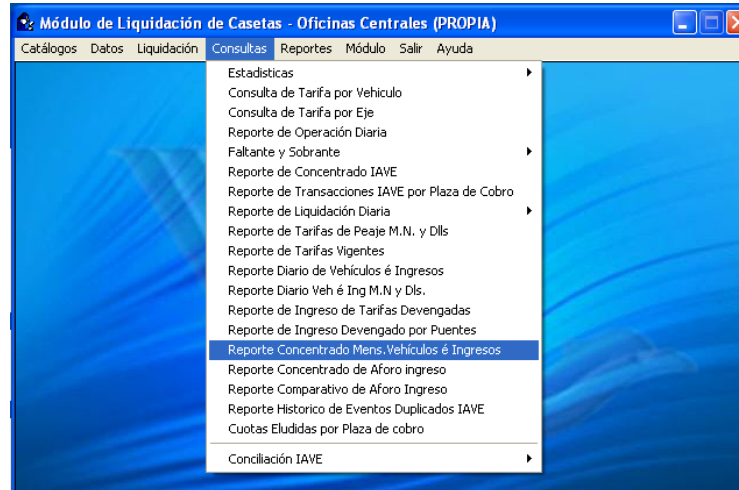 Módulo de Liquidación de Casetas - Oficinas Centrales (PROPIA)
Catálogos Datos Liquidación Consultas Reportes Módulo Salir Ayuda
Estadisticas
Consulta de Tarifa por Vehiculo
Consulta de Tarifa por Eje
Reporte de Operación Diaria
Faltante y Sobrante
Reporte de Concentrado IAVE
Reporte de Transacciones IAVE por Plaza de Cobro
Reporte de Liquidación Diaria
Reporte de Tarifas de Peaje M.N. y Dlls
Reporte de Tarifas Vigentes
Reporte Diario de Vehículos é Ingresos
Reporte Diario Veh é Ing M.N y Dls.
Reporte de Ingreso de Tarifas Devengadas
Reporte de Ingreso Devengado por Puentes
Reporte Concentrado Mens.Vehículos é Ingresos
Reporte Concentrado de Aforo ingreso
Reporte Comparativo de Aforo Ingreso
Reporte Historico de Eventos Duplicados IAVE
Cuotas Eludidas por Plaza de cobro
Conciliación IAVE